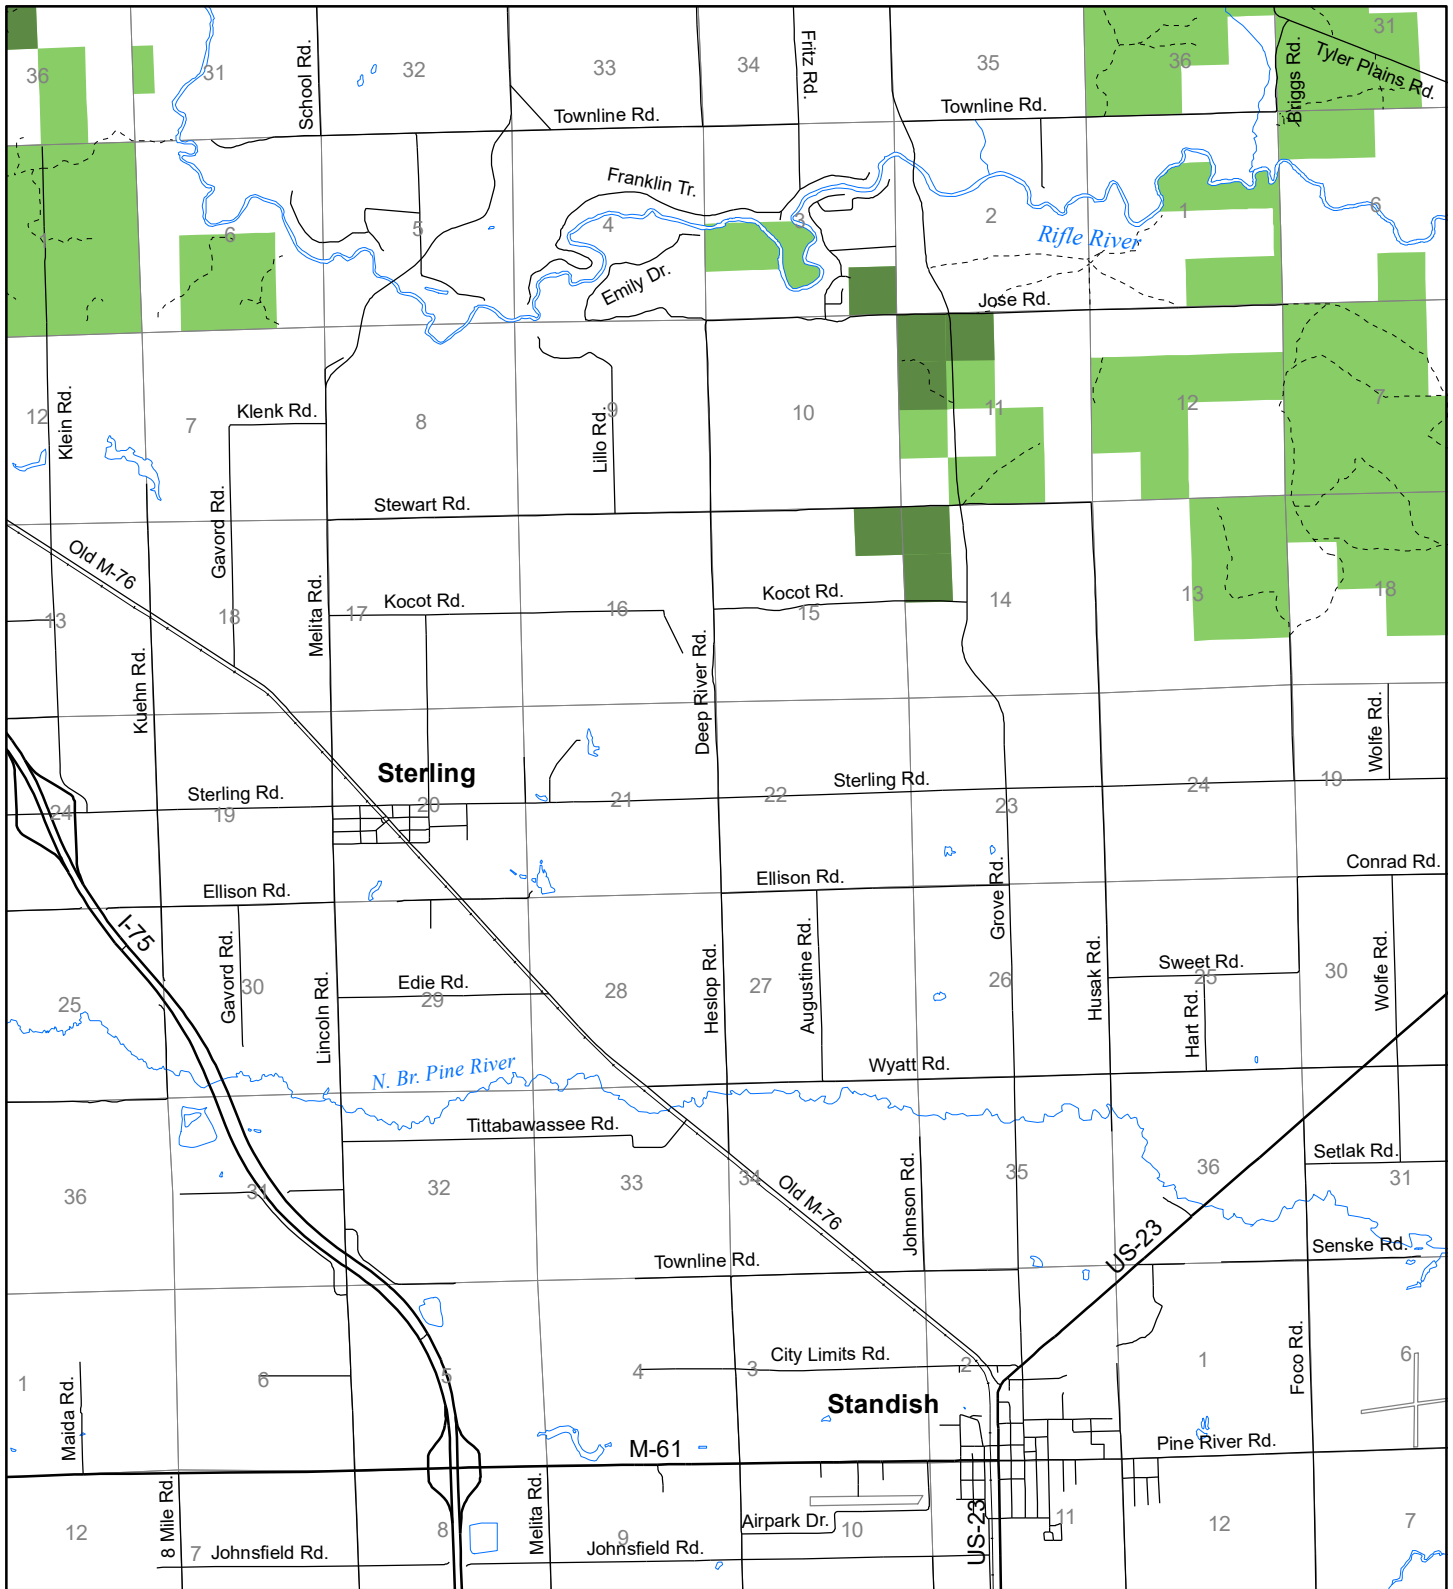 36
31
School Rd.
32
33
34
Fritz Rd.
35
36
Briggs Rd.
31
Tyler Plains Rd.
Townline Rd.
Townline Rd.
Franklin Tr.
1
6
5
4
3
2
1
6
Rifle River
Emily Dr.
Jose Rd.
12
Klein Rd.
7
Klenk Rd.
8
Lillo Rd.
9
10
11
12
7
Gavord Rd.
Stewart Rd.
Old M-76
13
18
Melita Rd.
17
Kocot Rd.
16
Kocot Rd.
15
14
13
18
Kuehn Rd.
Deep River Rd.
Wolfe Rd.
Sterling
24
Sterling Rd.
19
20
21
22
Sterling Rd.
23
24
19
Conrad Rd.
Ellison Rd.
Ellison Rd.
Grove Rd.
I-75
25
Gavord Rd.
30
Lincoln Rd.
Edie Rd.
29
28
Heslop Rd.
27
Augustine Rd.
26
Husak Rd.
Sweet Rd.
25
Hart Rd.
30
Wolfe Rd.
N. Br. Pine River
Wyatt Rd.
Tittabawassee Rd.
36
31
32
33
34
Old M-76
Johnson Rd.
35
36
Setlak Rd.
31
US-23
Townline Rd.
Senske Rd.
1
Maida Rd.
6
5
4
3
City Limits Rd.
2
1
Foco Rd.
6
Standish
M-61
Pine River Rd.
12
8 Mile Rd.
7
Johnsfield Rd.
8
Melita Rd.
9
Johnsfield Rd.
Airpark Dr.
10
US-23
11
12
7